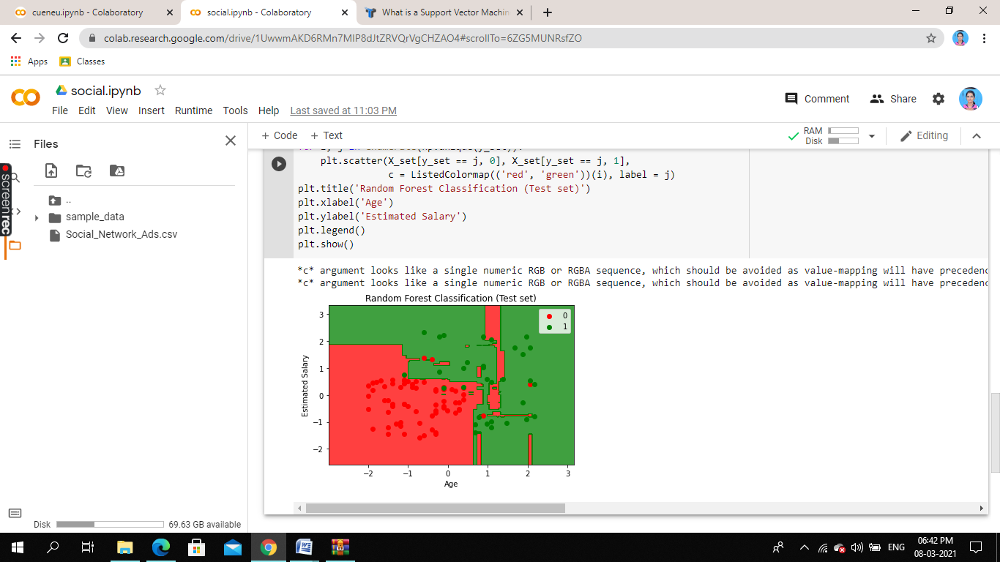 cueneu.ipynb - Colaboratory
social.ipynb - Colaboratory
What is a Support Vector Machin
colab.research.google.com/drive/1UwwmAKD6RMn7MIP8dJtZRVQrVgCHZAO4#scrollTo=6ZG5MUNRsfZO
Apps
Classes
social.ipynb
Comment
Share
File Edit View Insert Runtime Tools Help Last saved at 11:03 PM
Files
+ Code + Text
RAM
Disk
Editing
screenrec
..
sample_data
Social_Network_Ads.csv
for i, j in enumerate(np.unique(y_set)):
plt.scatter(X_set[y_set == j, 0], X_set[y_set == j, 1],
c = ListedColormap(('red', 'green'))(i), label = j)
plt.title('Random Forest Classification (Test set)')
plt.xlabel('Age')
plt.ylabel('Estimated Salary')
plt.legend()
plt.show()
*c* argument looks like a single numeric RGB or RGBA sequence, which should be avoided as value-mapping will have precedenc
*c* argument looks like a single numeric RGB or RGBA sequence, which should be avoided as value-mapping will have precedenc
Random Forest Classification (Test set)
0
1
3
2
1
0
−1
−2
Estimated Salary
−2 −1 0 1 2 3
Age
Disk 69.63 GB available
ENG
06:42 PM
08-03-2021